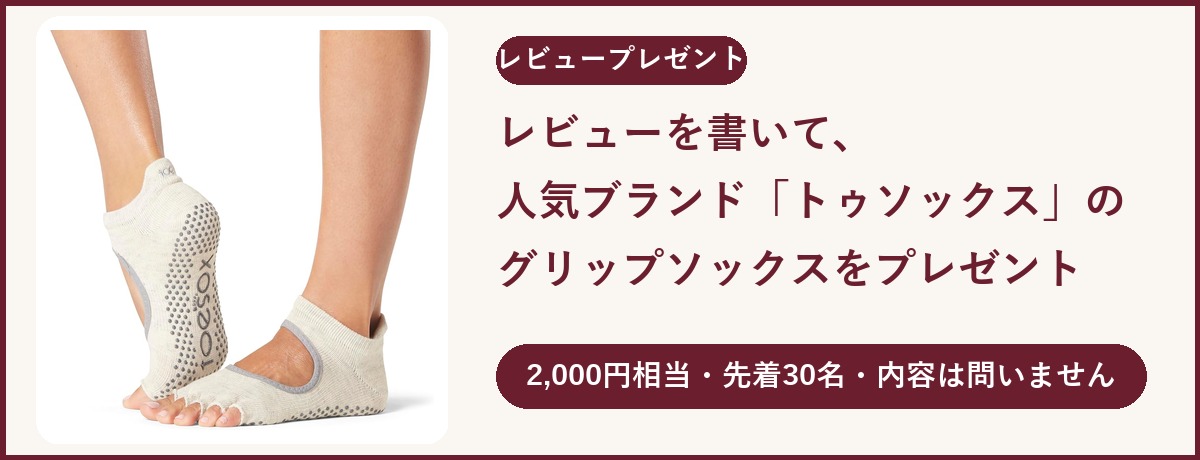 レビュープレゼント
レビューを書いて、
人気ブランド「トゥソックス」の
グリップソックスをプレゼント
2,000円相当・先着30名・内容は問いません
toesox